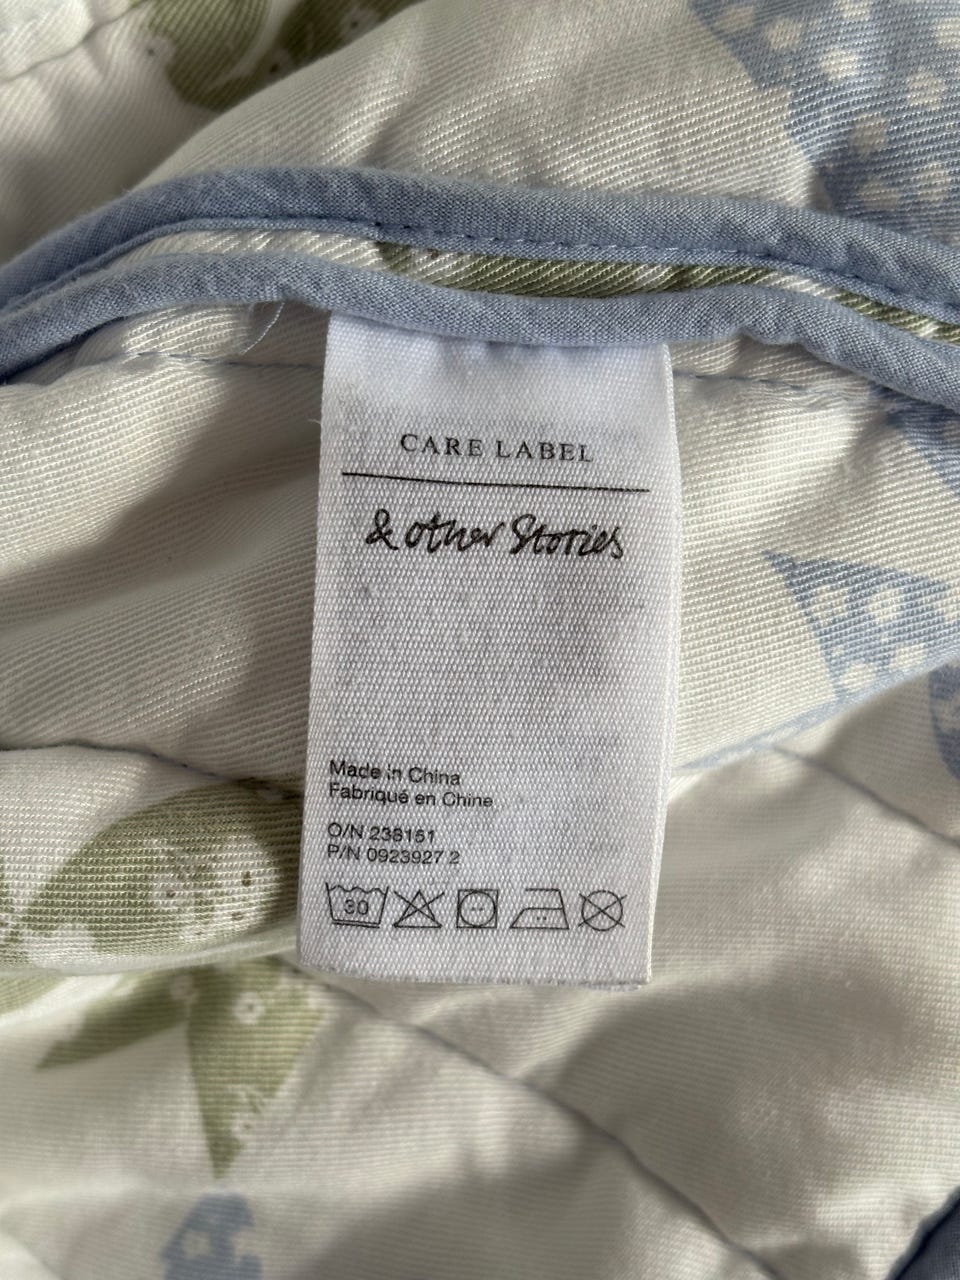 CARE LABEL
& other Stories
Made in China
Fabriqué en Chine
O/N 238151
P/N 0923927 2
30